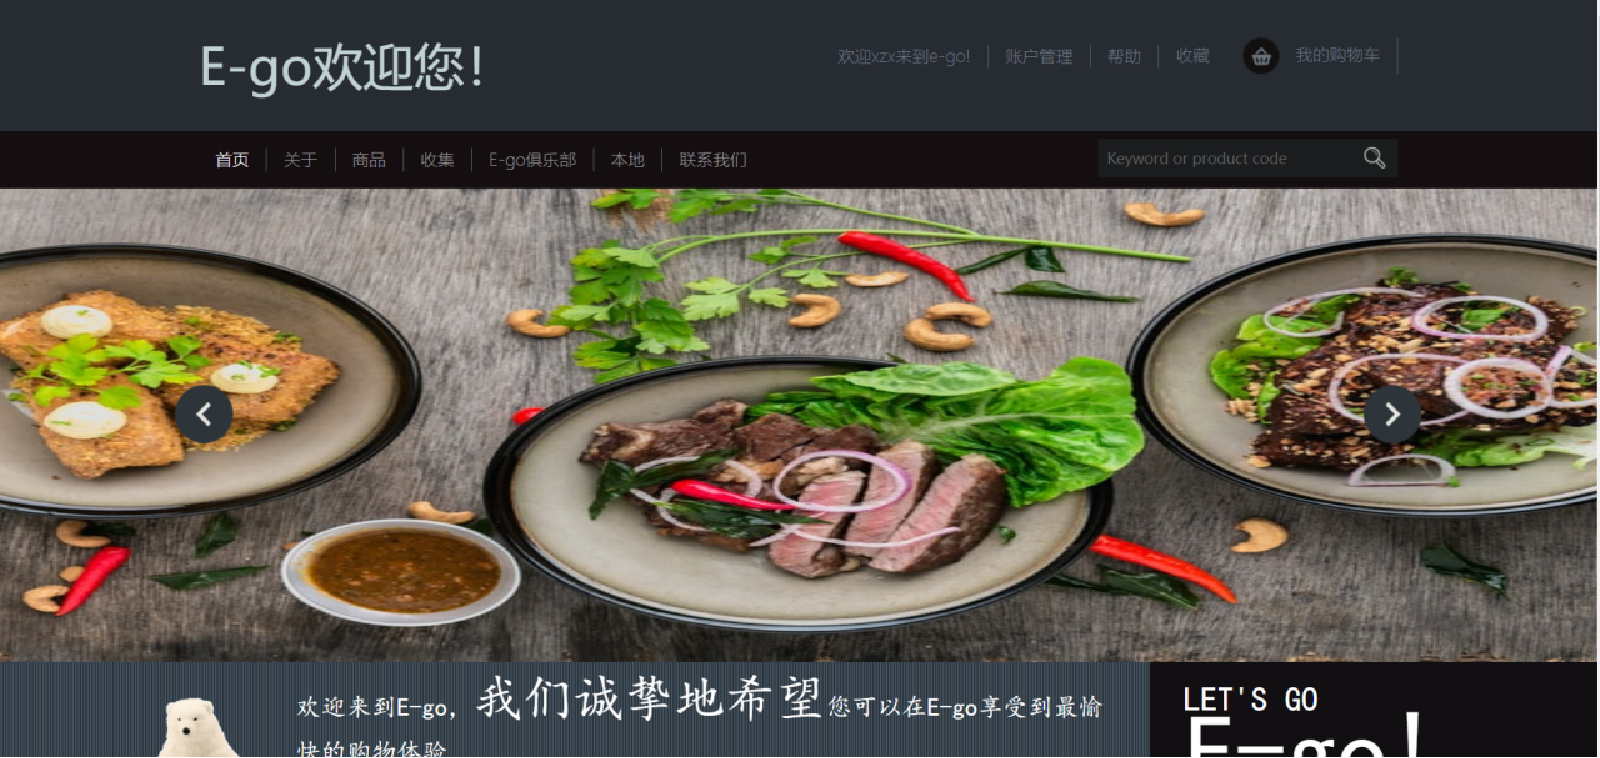 E-go欢迎您!
欢迎xzx来到e-go!
账户管理
帮助
收藏
我的购物车
首页
关于
商品
收集
E-go俱乐部
本地
联系我们
Keyword or product code
欢迎来到E-go，我们诚挚地希望您可以在E-go享受到最愉
快的购物体验
LET'S GO
E-go!